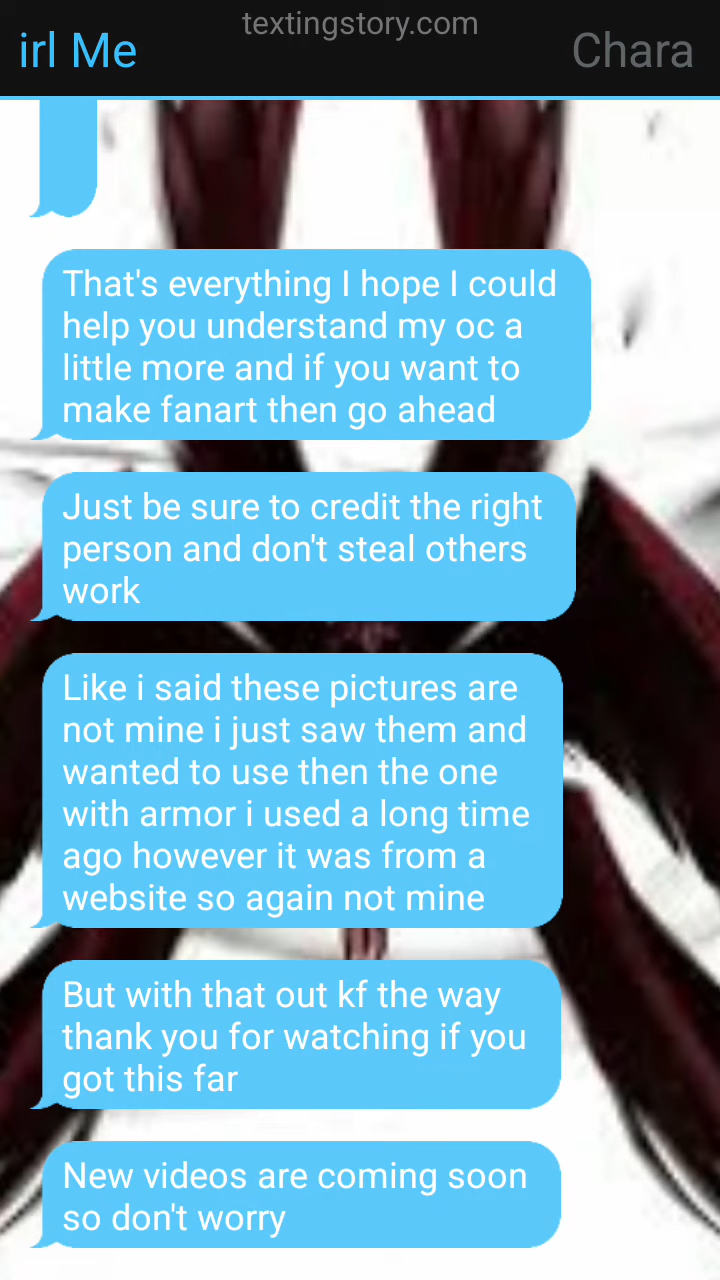 textingstory.com
irl Me
Chara
That's everything I hope I could
help you understand my oc a
little more and if you want to
make fanart then go ahead
Just be sure to credit the right
person and don't steal others
work
Like i said these pictures are
not mine i just saw them and
wanted to use then the one
with armor i used a long time
ago however it was from a
website so again not mine
But with that out kf the way
thank you for watching if you
got this far
New videos are coming soon
so don't worry